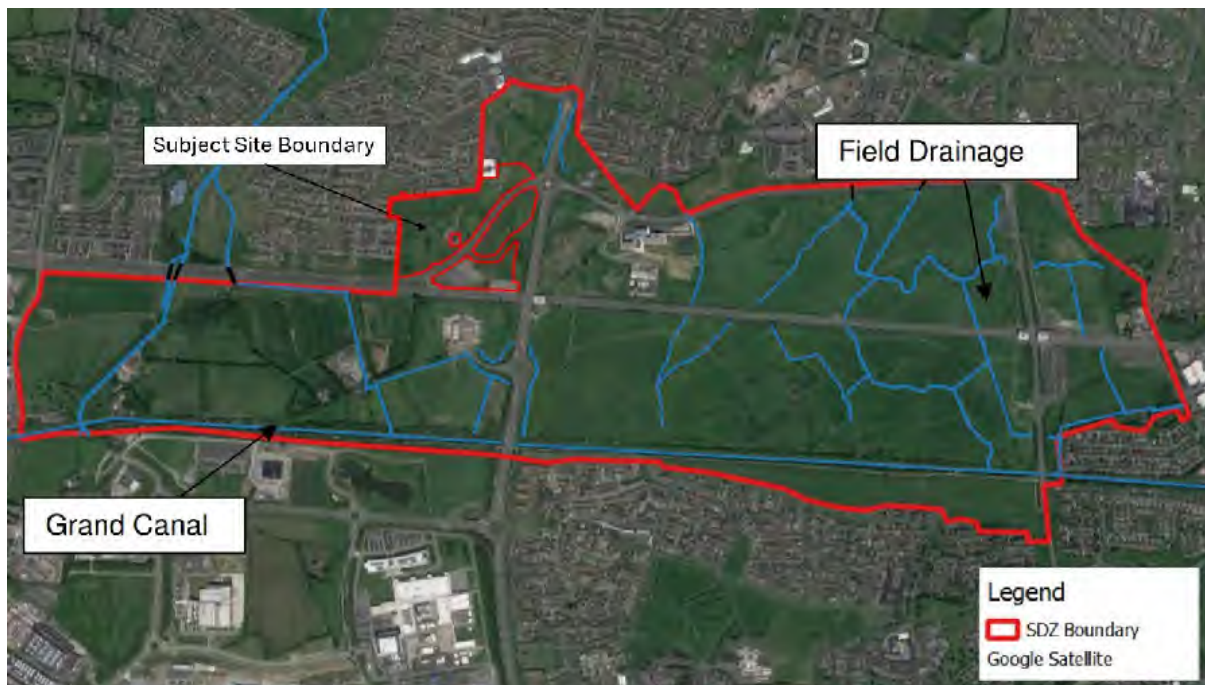 Subject Site Boundary
Field Drainage
Grand Canal
Legend
SDZ Boundary
Google Satellite